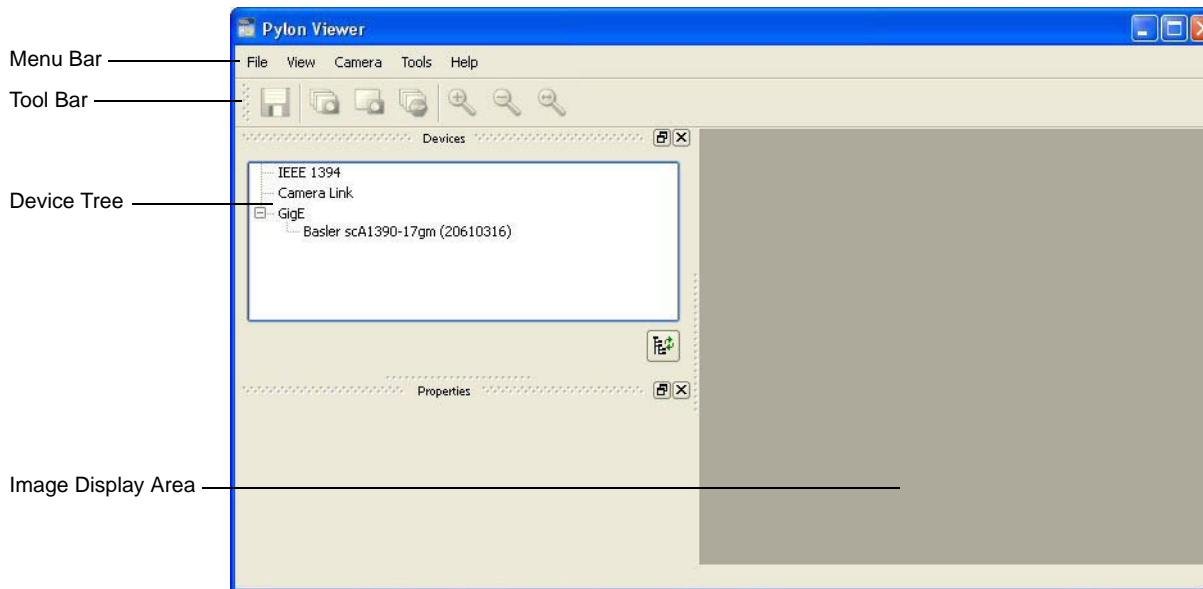 Pylon Viewer
Menu Bar
File View Camera Tools Help
Tool Bar
Devices
IEEE 1394
Camera Link
Device Tree
GigE
Basler scA1390-17gm (20610316)
Properties
Image Display Area